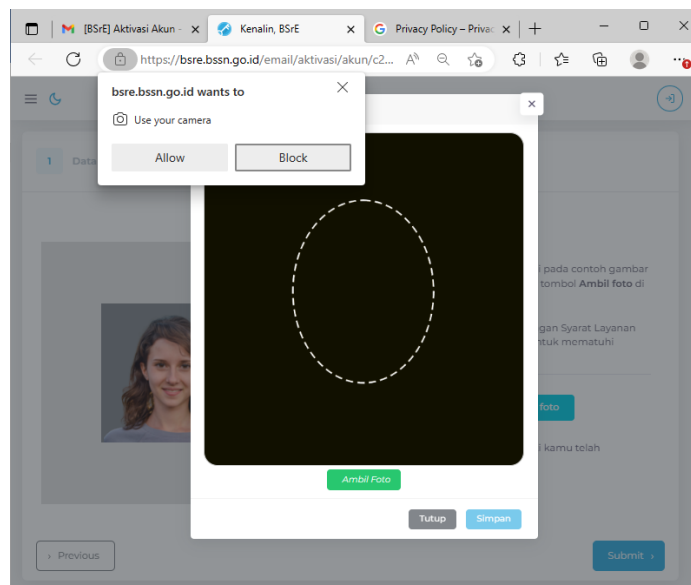 [BSrE] Aktivasi Akun -
Kenalin, BSrE
Privacy Policy – Privac
https://bsre.bssn.go.id/email/aktivasi/akun/c2...
bsre.bssn.go.id wants to
Use your camera
Allow
Block
1 Data
i pada contoh gambar
tombol Ambil foto di
gan Syarat Layanan
ntuk mematuhi
foto
i kamu telah
Ambil Foto
Tutup
Simpan
Previous
Submit